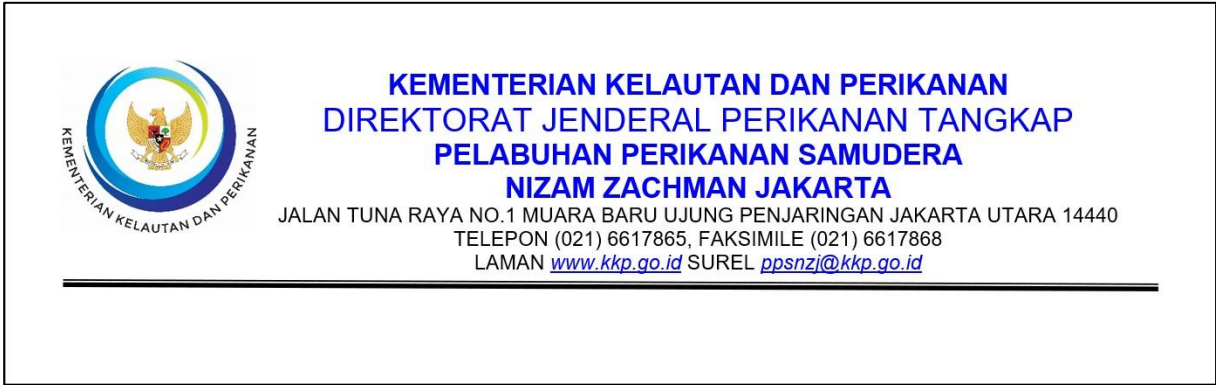 KEMENTERIAN KELAUTAN DAN PERIKANAN
DIREKTORAT JENDERAL PERIKANAN TANGKAP
PELABUHAN PERIKANAN SAMUDERA
NIZAM ZACHMAN JAKARTA
JALAN TUNA RAYA NO.1 MUARA BARU UJUNG PENJARINGAN JAKARTA UTARA 14440
TELEPON (021) 6617865, FAKSIMILE (021) 6617868
LAMAN www.kkp.go.id SUREL ppsnzj@kkp.go.id
KEMENTERIAN KELAUTAN DAN PERIKANAN